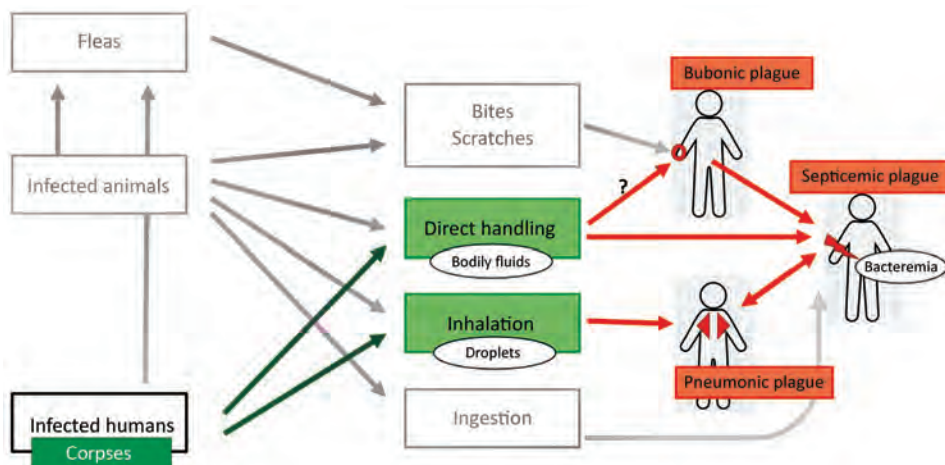 Fleas
Bubonic plague
Bites
Scratches
Infected animals
Septicemic plague
?
Direct handling
Bodily fluids
Bacteremia
Inhalation
Droplets
Pneumonic plague
Infected humans
Corpses
Ingestion